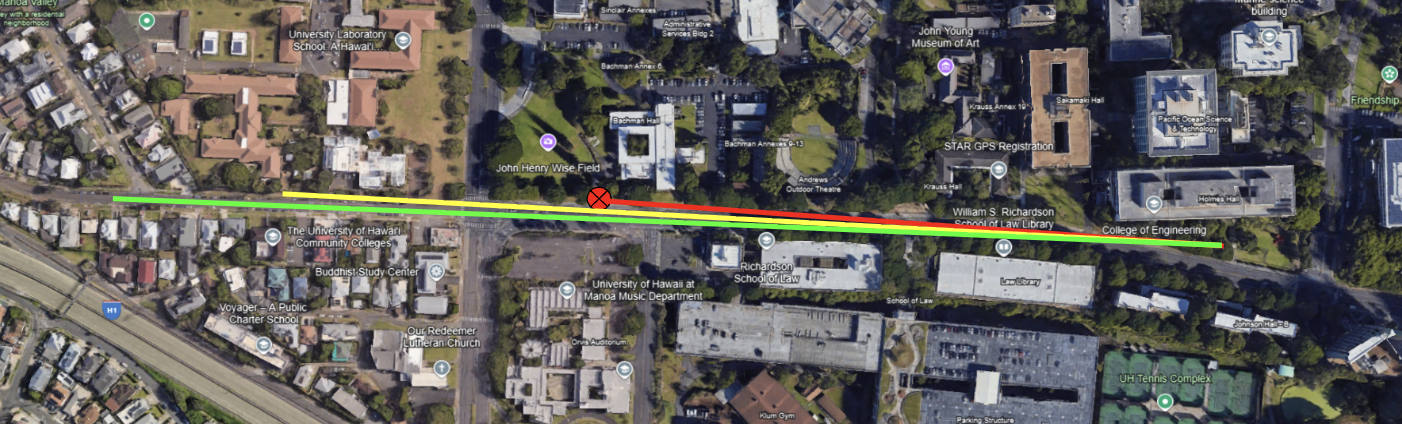 Manoa Valley
ey with a residential
neighborhood.
University Laboratory
School, A Hawai'i
Sinclair Annexes
Administrative
Services Bldg 2
John Young
Museum of Art
building
Bachman Annex 6
Friendship
Krauss Annex 19
Sakamaki Hall
Bachman Hall
Pacific Ocean Science
& Technology
Bachman Annexes 9-13
STAR GPS Registration
John Henry Wise Field
Andrews
Outdoor Theatre
Krauss Hall
Holmes Hall
William S. Richardson
School of Law Library
College of Engineering
The University of Hawai'i
Community Colleges
Buddhist Study Center
Richardson
School of Law
Law Library
University of Hawaii at
Manoa Music Department
School of Law
H1
Voyager – A Public
Charter School
Johnson Hall - B
Our Redeemer
Lutheran Church
Orvis Auditorium
UH Tennis Complex
Klum Gym
Parking Structure